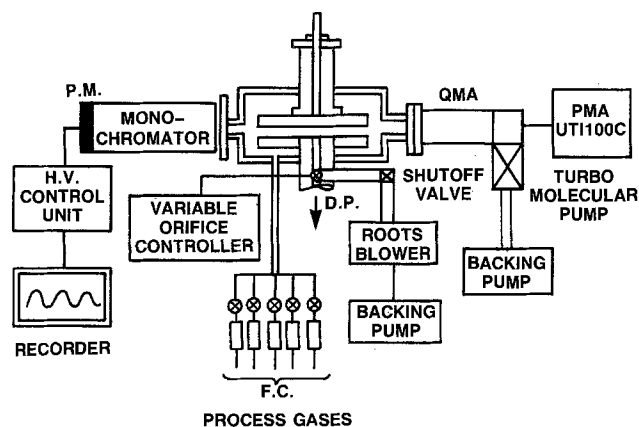 P.M.
MONO-
CHROMATOR
H.V.
CONTROL
UNIT
RECORDER
VARIABLE
ORIFICE
CONTROLLER
D.P.
F.C.
PROCESS GASES
QMA
SHUTOFF
VALVE
ROOTS
BLOWER
BACKING
PUMP
PMA
UTI100C
TURBO
MOLECULAR
PUMP
BACKING
PUMP